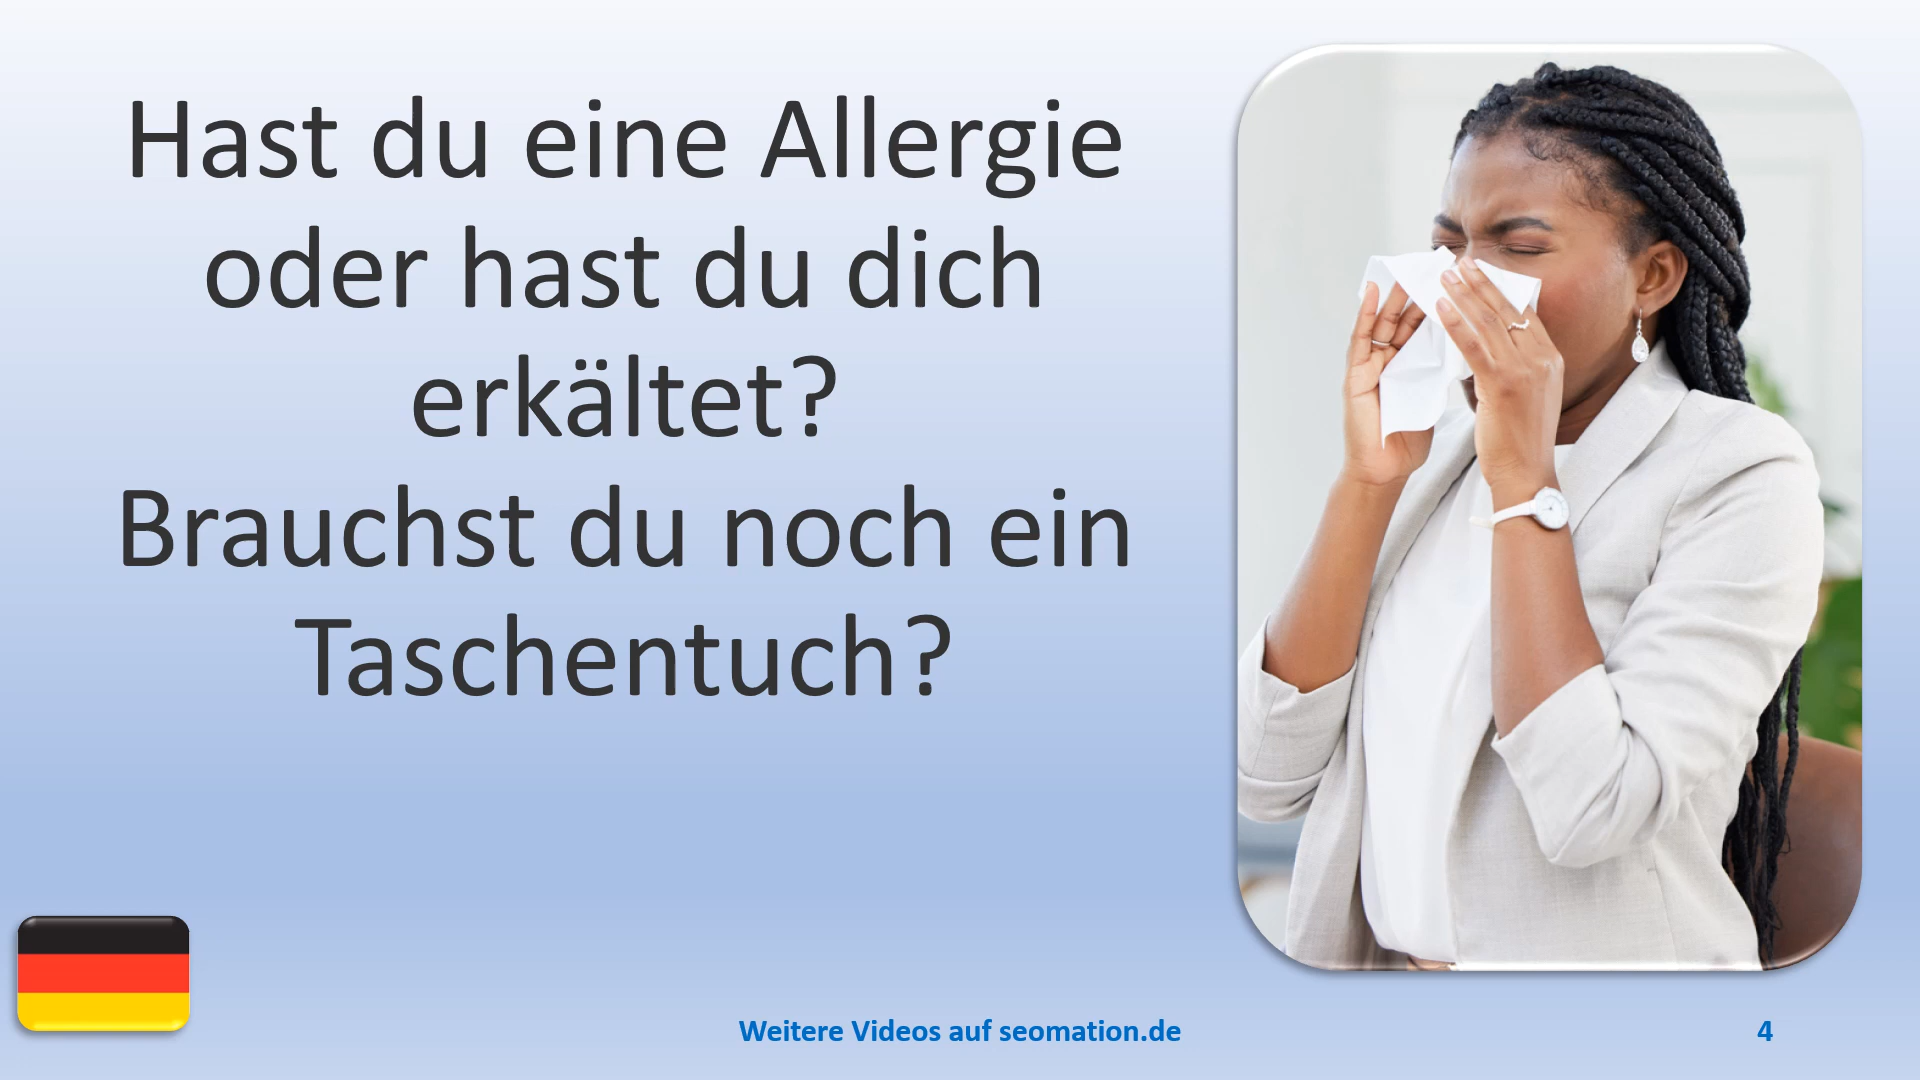 Hast du eine Allergie
oder hast du dich
erkältet?
Brauchst du noch ein
Taschentuch?
Weitere Videos auf seomation.de
4